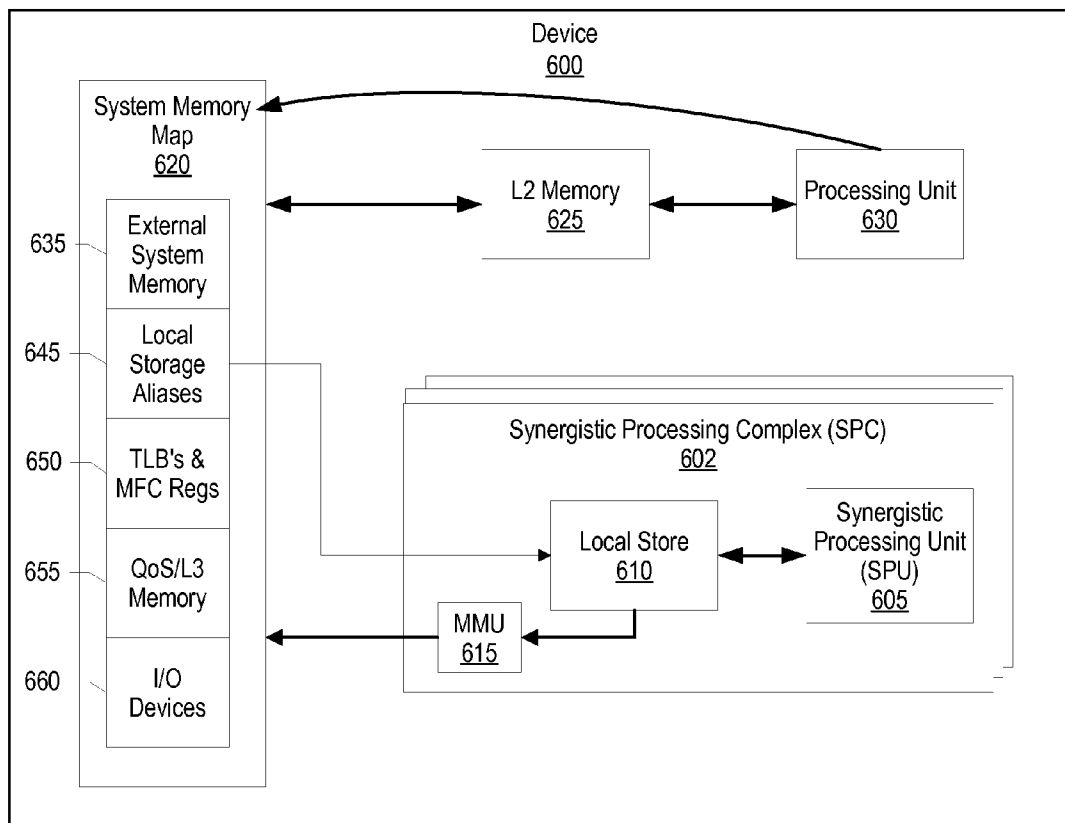 Device
600
System Memory
Map
620
L2 Memory
625
Processing Unit
630
635
External
System
Memory
645
Local
Storage
Aliases
650
TLB's &
MFC Regs
655
QoS/L3
Memory
660
I/O
Devices
Synergistic Processing Complex (SPC)
602
Local Store
610
Synergistic
Processing Unit
(SPU)
605
MMU
615